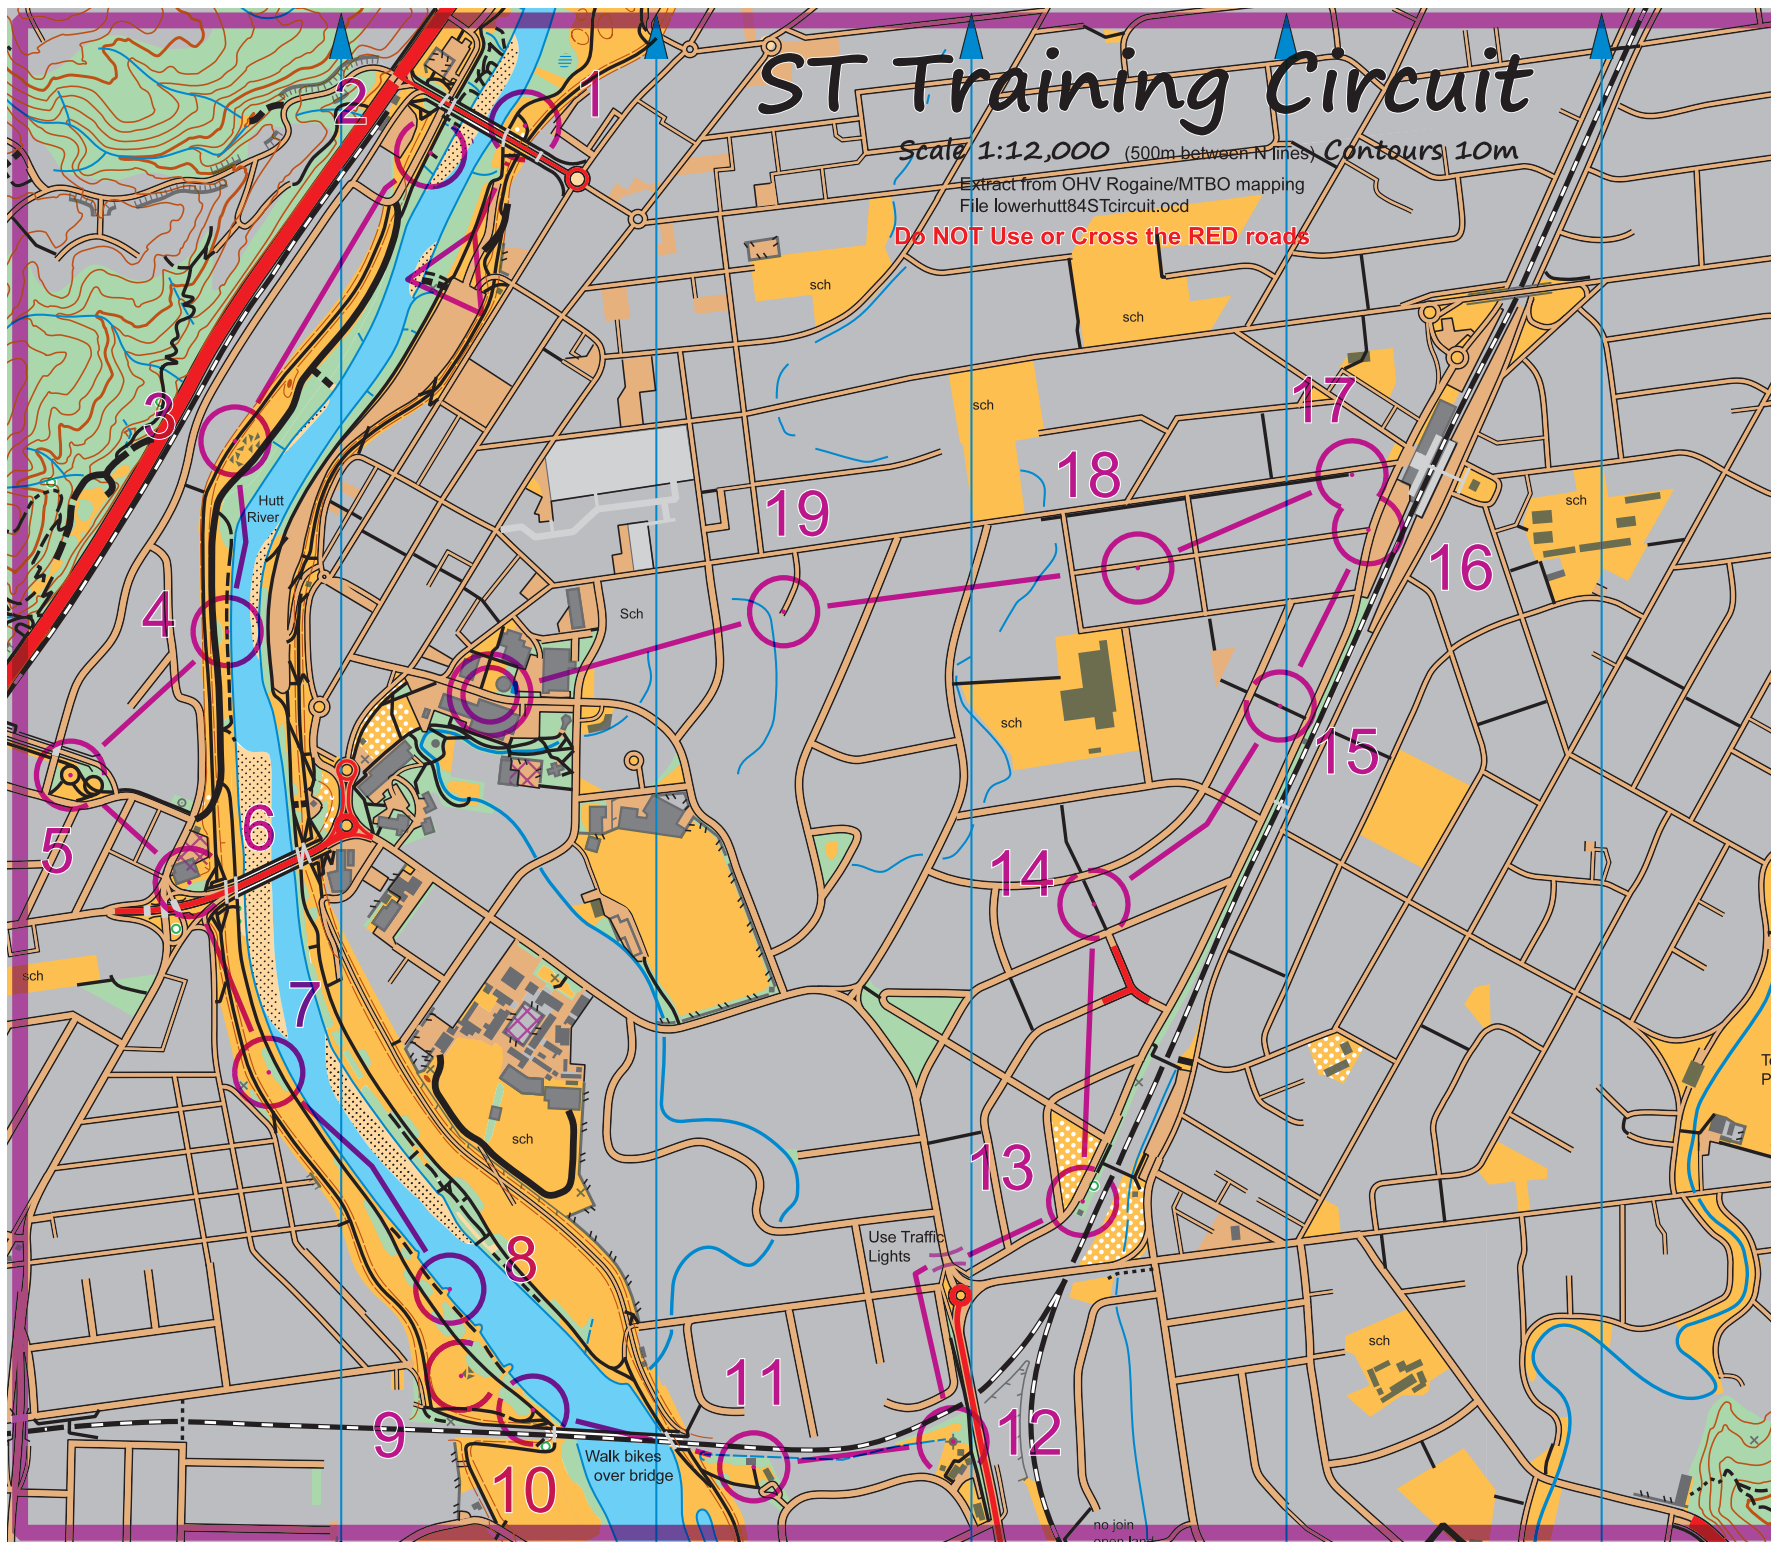 ST Training Circuit
Scale 1:12,000 (500m between N lines) Contours 10m
Extract from OHV Rogaine/MTBO mapping
File lowerhutt84STcircuit.ocd
Do NOT Use or Cross the RED roads
1
2
sch
sch
3
sch
17
Hutt
River
18
19
sch
16
4
Sch
sch
15
5
6
14
sch
7
13
sch
Use Traffic
Lights
8
sch
11
9
12
10
Walk bikes
over bridge
no join
open land